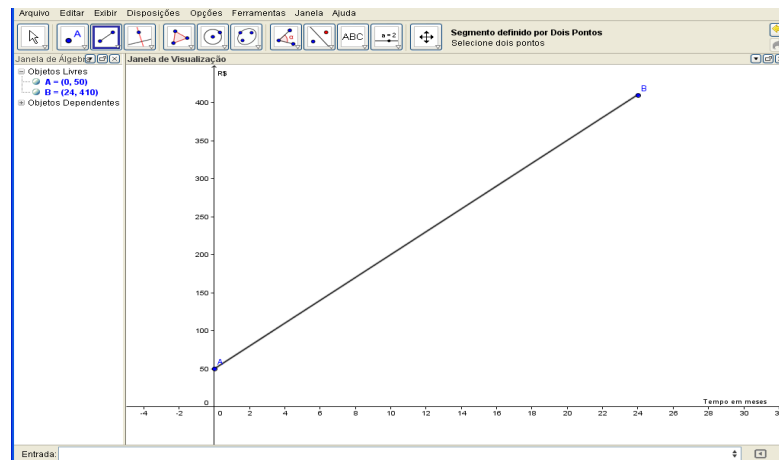 Arquivo Editar Exibir Disposições Opções Ferramentas Janela Ajuda
A ABC a=2
Segmento definido por Dois Pontos
Selecione dois pontos
Janela de Visualização
Objetos Livres
A = (0, 50)
B = (24, 410)
Objetos Dependentes
R$
400
350
300
250
200
150
100
50
0
A
B
Tempo em meses
-4 -2 0 2 4 6 8 10 12 14 16 18 20 22 24 26 28 30
Entrada: